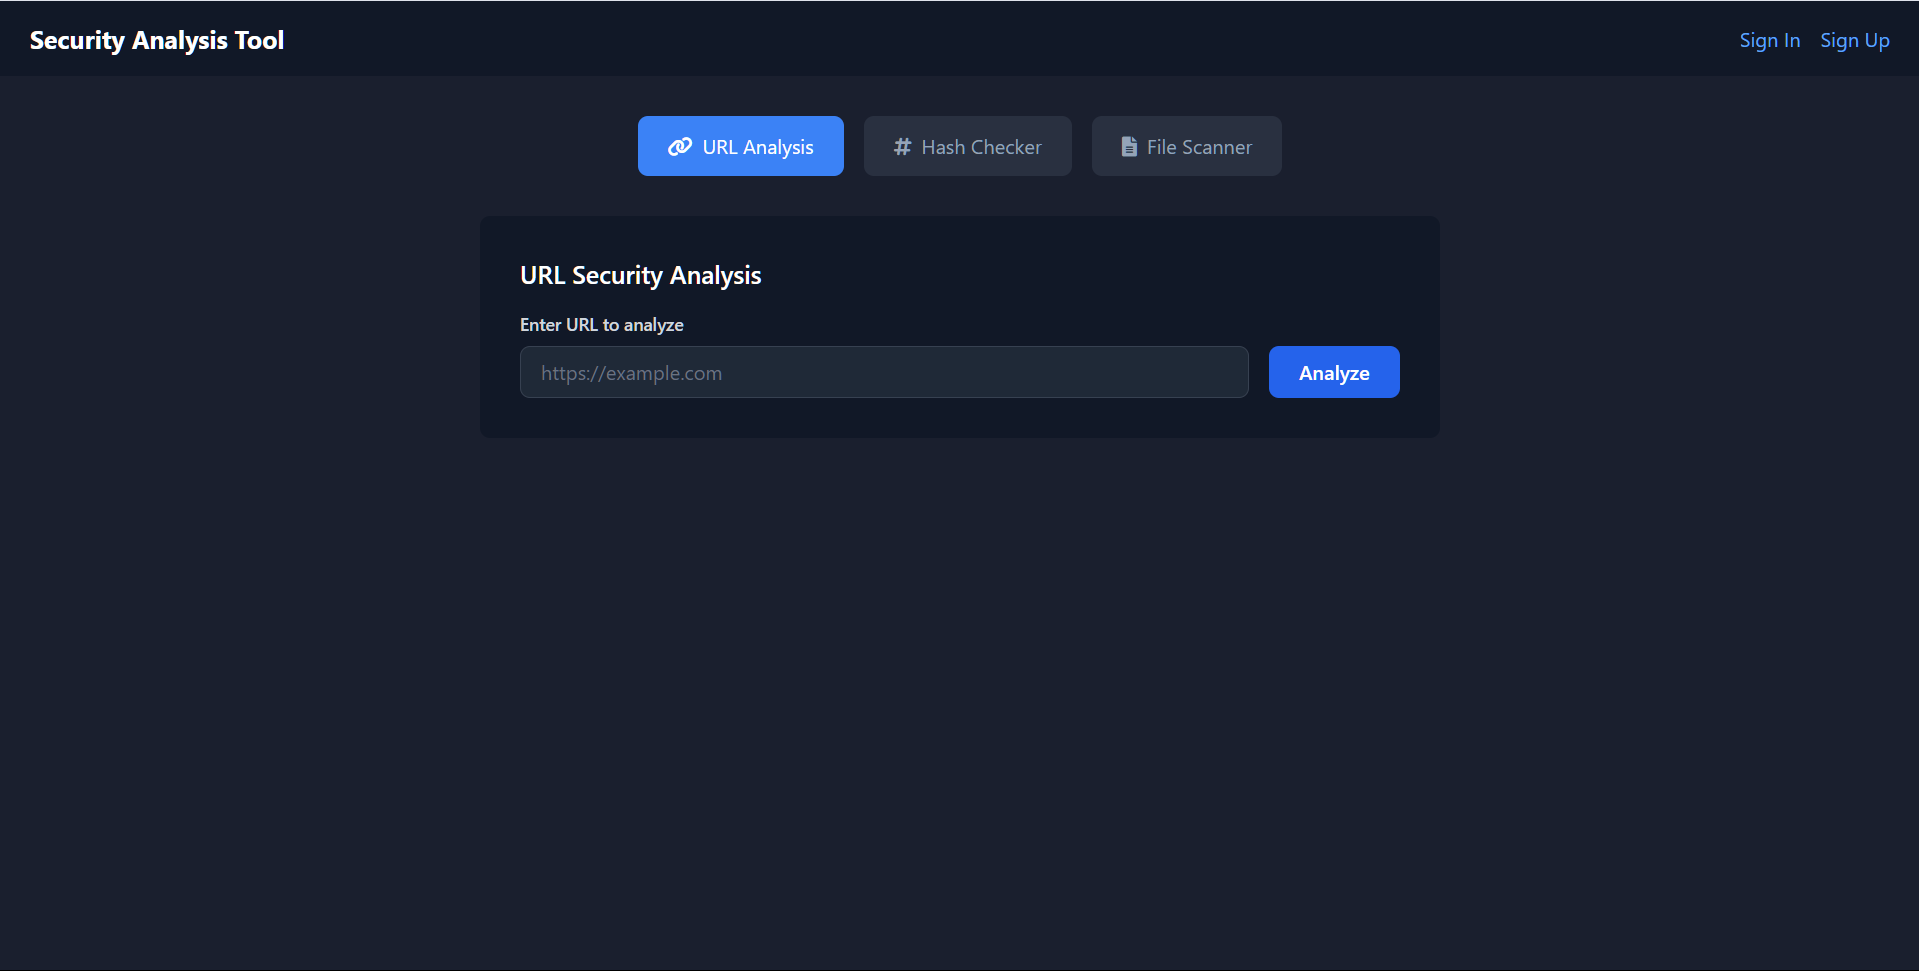 Security Analysis Tool
Sign In Sign Up
URL Analysis
Hash Checker
File Scanner
URL Security Analysis
Enter URL to analyze
https://example.com
Analyze